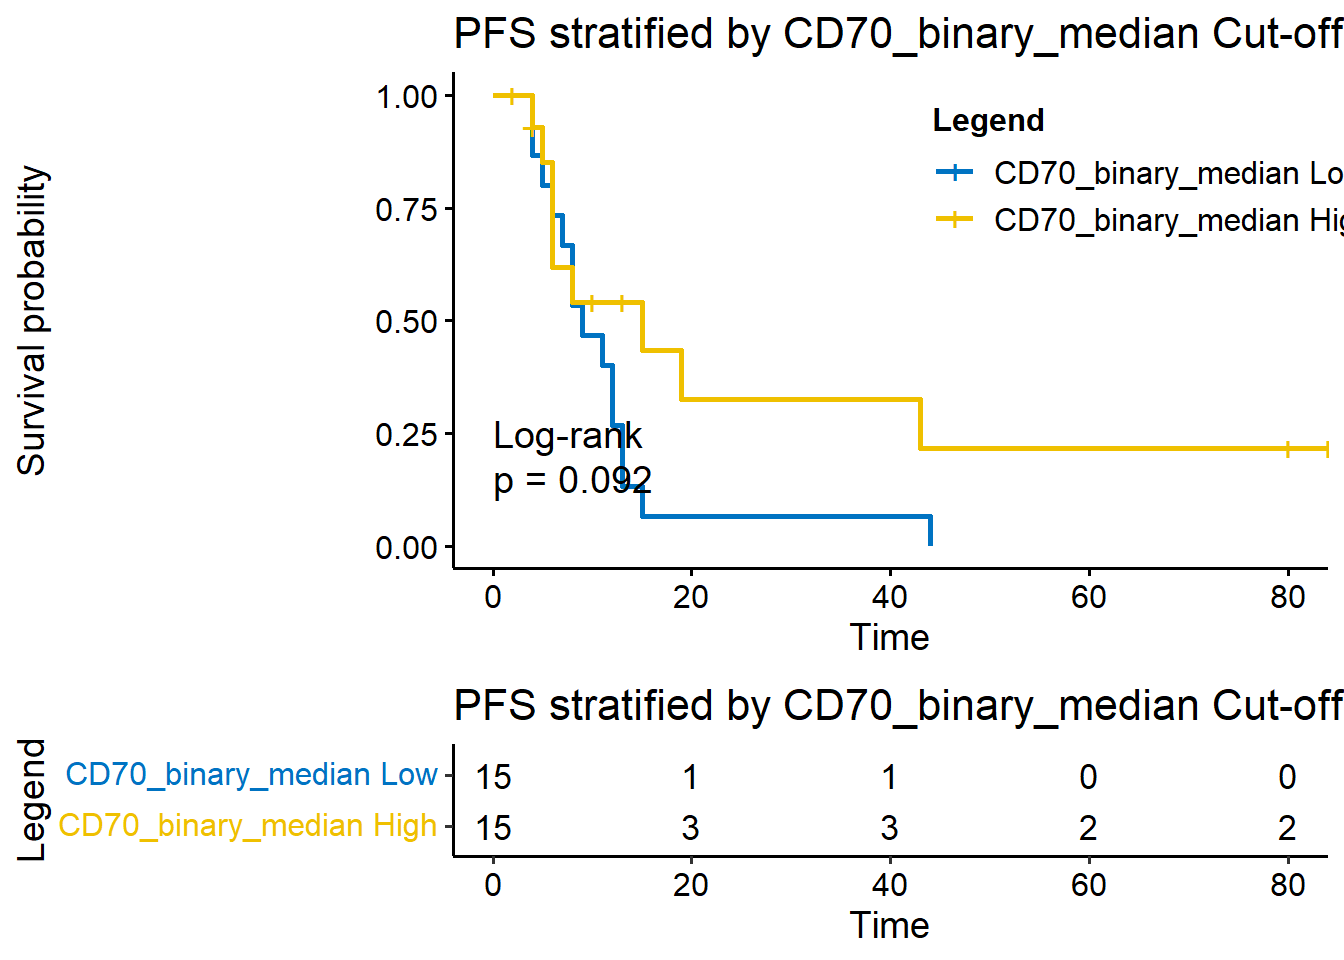 PFS stratified by CD70_binary_median Cut-off
Survival probability
1.00
0.75
0.50
0.25
0.00
Legend
CD70_binary_median Lo
CD70_binary_median Hig
Log-rank
p = 0.092
0 20 40 60 80
Time
PFS stratified by CD70_binary_median Cut-off
Legend
CD70_binary_median Low 15 1 1 0 0
CD70_binary_median High 15 3 3 2 2
0 20 40 60 80
Time